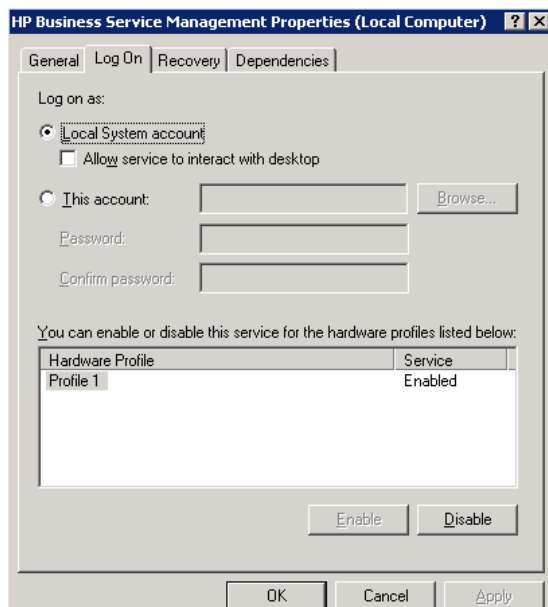 HP Business Service Management Properties (Local Computer)
General Log On Recovery Dependencies
Log on as:
Local System account
Allow service to interact with desktop
This account:
Browse...
Password:
Confirm password:
You can enable or disable this service for the hardware profiles listed below:
Hardware Profile Service
Profile 1 Enabled
Enable Disable
OK Cancel Apply